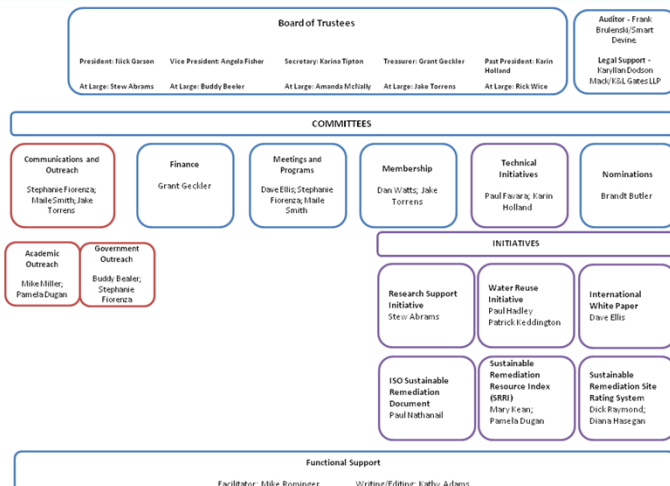 Board of Trustees
President: Nick Garson
Vice President: Angela Fisher
Secretary: Karina Tipton
Treasurer: Grant Geckler
Past President: Karin
Holland
At Large: Stew Abrams
At Large: Buddy Beeler
At Large: Amanda McNally
At Large: Jake Torrens
At Large: Rick Wice
Auditor - Frank
Brulenski/Smart
Devine.
Legal Support -
Karyllan Dodson
Mack/K&L Gates LLP
COMMITTEES
Communications and
Outreach
Stephanie Fiorenza;
Maile Smith; Jake
Torrens
Finance
Grant Geckler
Meetings and
Programs
Dave Ellis; Stephanie
Fiorenza; Maile
Smith
Membership
Dan Watts; Jake
Torrens
Technical
Initiatives
Paul Favara; Karin
Holland
Nominations
Brandt Butler
Academic
Outreach
Mike Miller;
Pamela Dugan
Government
Outreach
Buddy Bealer;
Stephanie
Fiorenza
INITIATIVES
Research Support
Initiative
Stew Abrams
Water Reuse
Initiative
Paul Hadley
Patrick Keddington
International
White Paper
Dave Ellis
ISO Sustainable
Remediation
Document
Paul Nathanail
Sustainable
Remediation
Resource Index
(SRRI)
Mary Kean;
Pamela Dugan
Sustainable
Remediation Site
Rating System
Dick Raymond;
Diana Hasegan
Functional Support
Facilitator: Mike Rominger
Writing/Editing: Kathy Adams